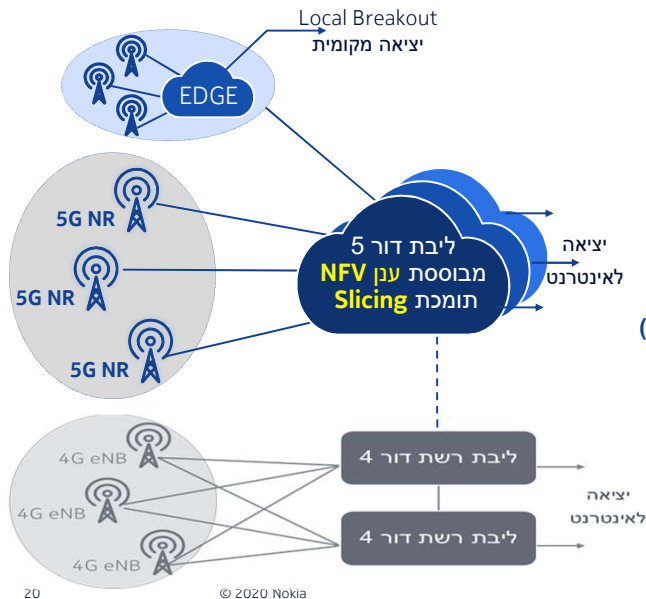 Local Breakout
יציאה מקומית
EDGE
5G NR
5G NR
5G NR
ליבת דור 5
מבוססת ענן NFV
תומכת Slicing
יציאה
לאינטרנט
(
4G eNB
4G eNB
4G eNB
ליבת רשת דור 4
ליבת רשת דור 4
יציאה
לאינטרנט
20
© 2020 Nokia